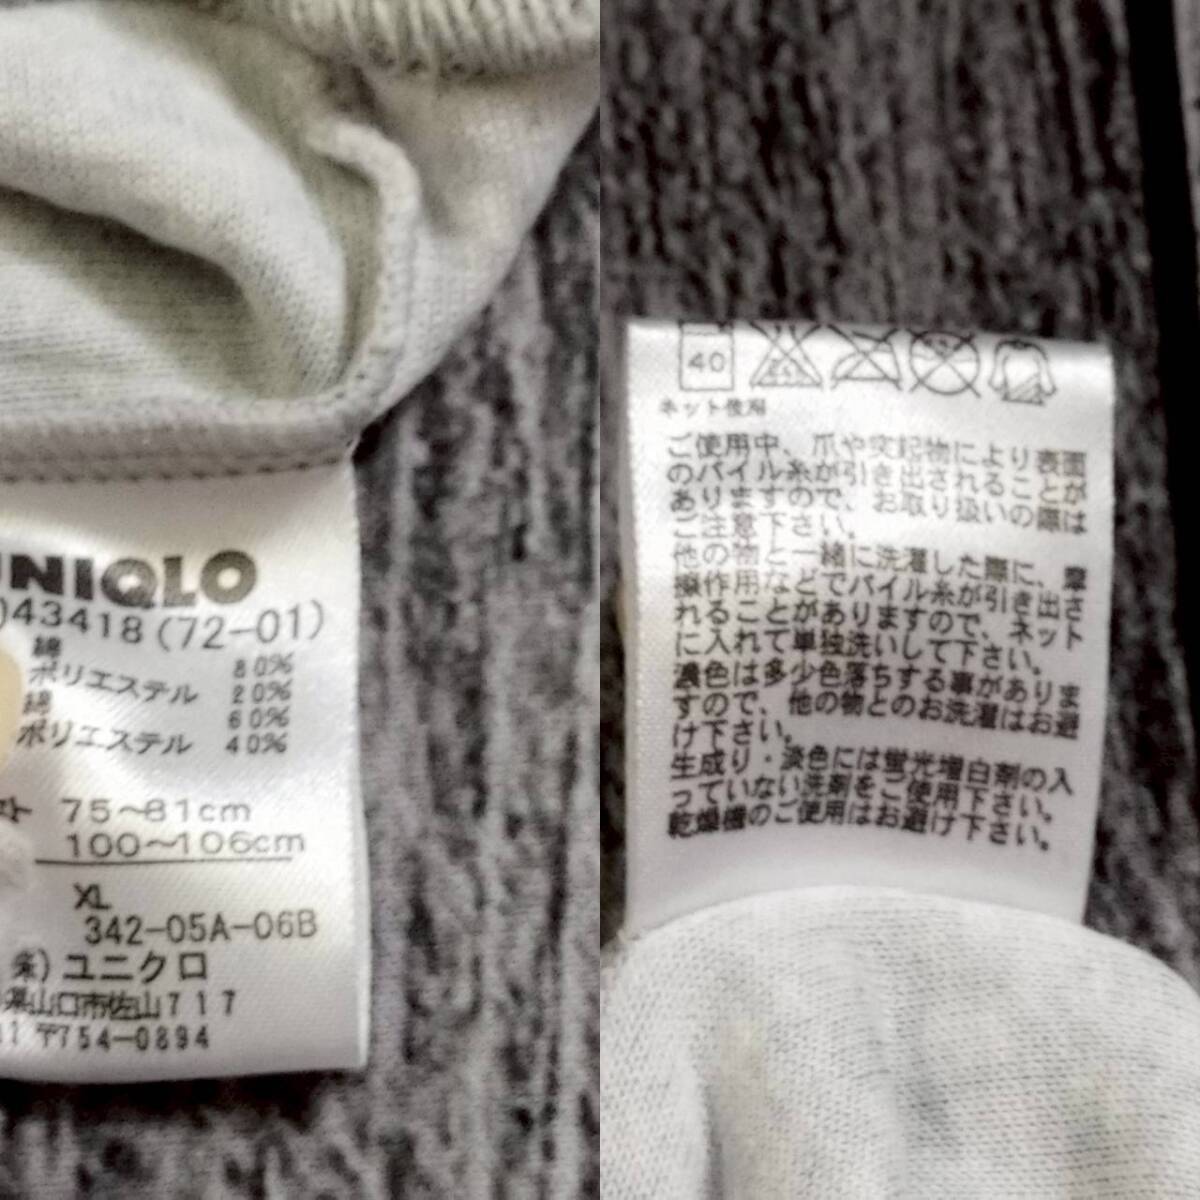 UNIQLO
043418(72-01)
綿 80%
ポリエステル 20%
綿 60%
ポリエステル 40%
75~81cm
100~106cm
XL
342-05A-06B
株)ユニクロ
県山口市佐山717
〒754-0894
40
ネット使用
ご使用中、爪や突起物により表面
のパイル糸が引き出されることが
ありますので、お取り扱いの際は
ご注意下さい。
他の物と一緒に洗濯した際に、摩
擦作用などでパイル糸が引き出さ
れることがありますので、ネット
に入れて単独洗いして下さい。
濃色は多少色落ちする事がありま
すので、他の物とのお洗濯はお避
け下さい。
生成り・淡色には蛍光増白剤の入
っていない洗剤をご使用下さい。
乾燥機のご使用はお避け下さい。